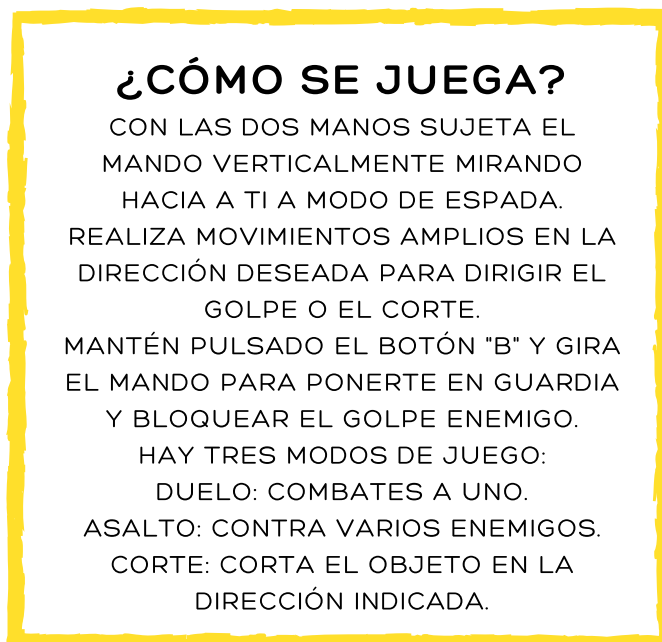 ¿CÓMO SE JUEGA?
CON LAS DOS MANOS SUJETA EL
MANDO VERTICALMENTE MIRANDO
HACIA A TI A MODO DE ESPADA.
REALIZA MOVIMIENTOS AMPLIOS EN LA
DIRECCIÓN DESEADA PARA DIRIGIR EL
GOLPE O EL CORTE.
MANTÉN PULSADO EL BOTÓN "B" Y GIRA
EL MANDO PARA PONERTE EN GUARDIA
Y BLOQUEAR EL GOLPE ENEMIGO.
HAY TRES MODOS DE JUEGO:
DUELO: COMBATES A UNO.
ASALTO: CONTRA VARIOS ENEMIGOS.
CORTE: CORTA EL OBJETO EN LA
DIRECCIÓN INDICADA.